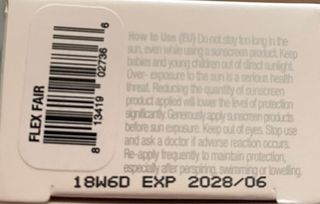 FLEX FAIR
8 13419 02736 6
How to Use (EU) Do not stay too long in the
sun, even while using a sunscreen product. Keep
babies and young children out of direct sunlight.
Over- exposure to the sun is a serious health
threat. Reducing the quantity of sunscreen
product applied will lower the level of protection
significantly. Generously apply sunscreen products
before sun exposure. Keep out of eyes. Stop use
and ask a doctor if adverse reaction occurs.
Re-apply frequently to maintain protection,
especially after perspiring, swimming or towelling.
18W6D EXP 2028/06